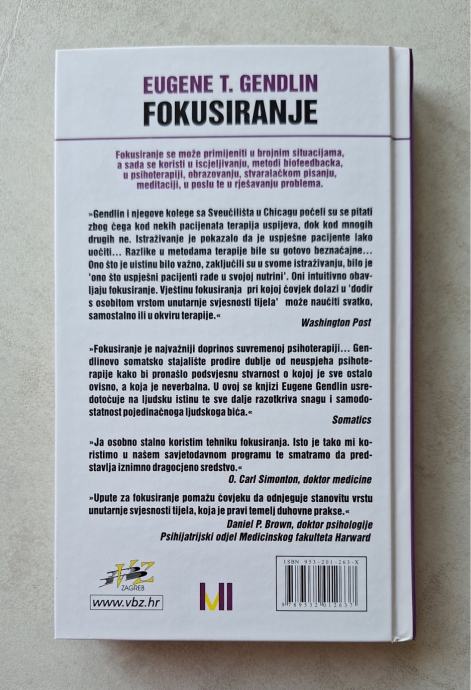 EUGENE T. GENDLIN
FOKUSIRANJE
Fokusiranje se može primijeniti u brojnim situacijama,
a sada se koristi u iscjeljivanju, metodi biofeedbacka,
u psihoterapiji, obrazovanju, stvaralačkom pisanju,
meditaciji, u poslu te u rješavanju problema.
»Gendlin i njegove kolege sa Sveučilišta u Chicagu počeli su se pitati
zbog čega kod nekih pacijenata terapija uspijeva, dok kod mnogih
drugih ne. Istraživanje je pokazalo da je uspješne pacijente lako
uočiti... Razlike u metodama terapije bile su gotovo beznačajne...
Ono što je uistinu bilo važno, zaključili su u svome istraživanju, bilo je
'ono što uspješni pacijenti rade u svojoj nutrini'. Oni intuitivno obav-
ljaju fokusiranje. Vještinu fokusiranja pri kojoj čovjek dolazi u 'dodir
s osobitom vrstom unutarnje svjesnosti tijela' može naučiti svatko,
samostalno ili u okviru terapije.«
Washington Post
»Fokusiranje je najvažniji doprinos suvremenoj psihoterapiji... Gen-
dlinovo somatsko stajalište prodire dublje od neuspjeha psihote-
rapije kako bi pronašlo podsvjesnu stvarnost o kojoj je sve ostalo
ovisno, a koja je neverbalna. U ovoj se knjizi Eugene Gendlin usre-
dotočuje na ljudsku istinu te sve dalje razotkriva snagu i samodo-
statnost pojedinačnoga ljudskoga bića.«
Somatics
»Ja osobno stalno koristim tehniku fokusiranja. Isto je tako mi ko-
ristimo u našem savjetodavnom programu te smatramo da pred-
stavlja iznimno dragocjeno sredstvo.«
O. Carl Simonton, doktor medicine
»Upute za fokusiranje pomažu čovjeku da odnjeguje stanovitu vrstu
unutarnje svjesnosti tijela, koja je pravi temelj duhovne prakse.«
Daniel P. Brown, doktor psihologije
Psihijatrijski odjel Medicinskog fakulteta Harward
VBZ
ZAGREB
www.vbz.hr
ISBN 953-201-263-X
9789532012637